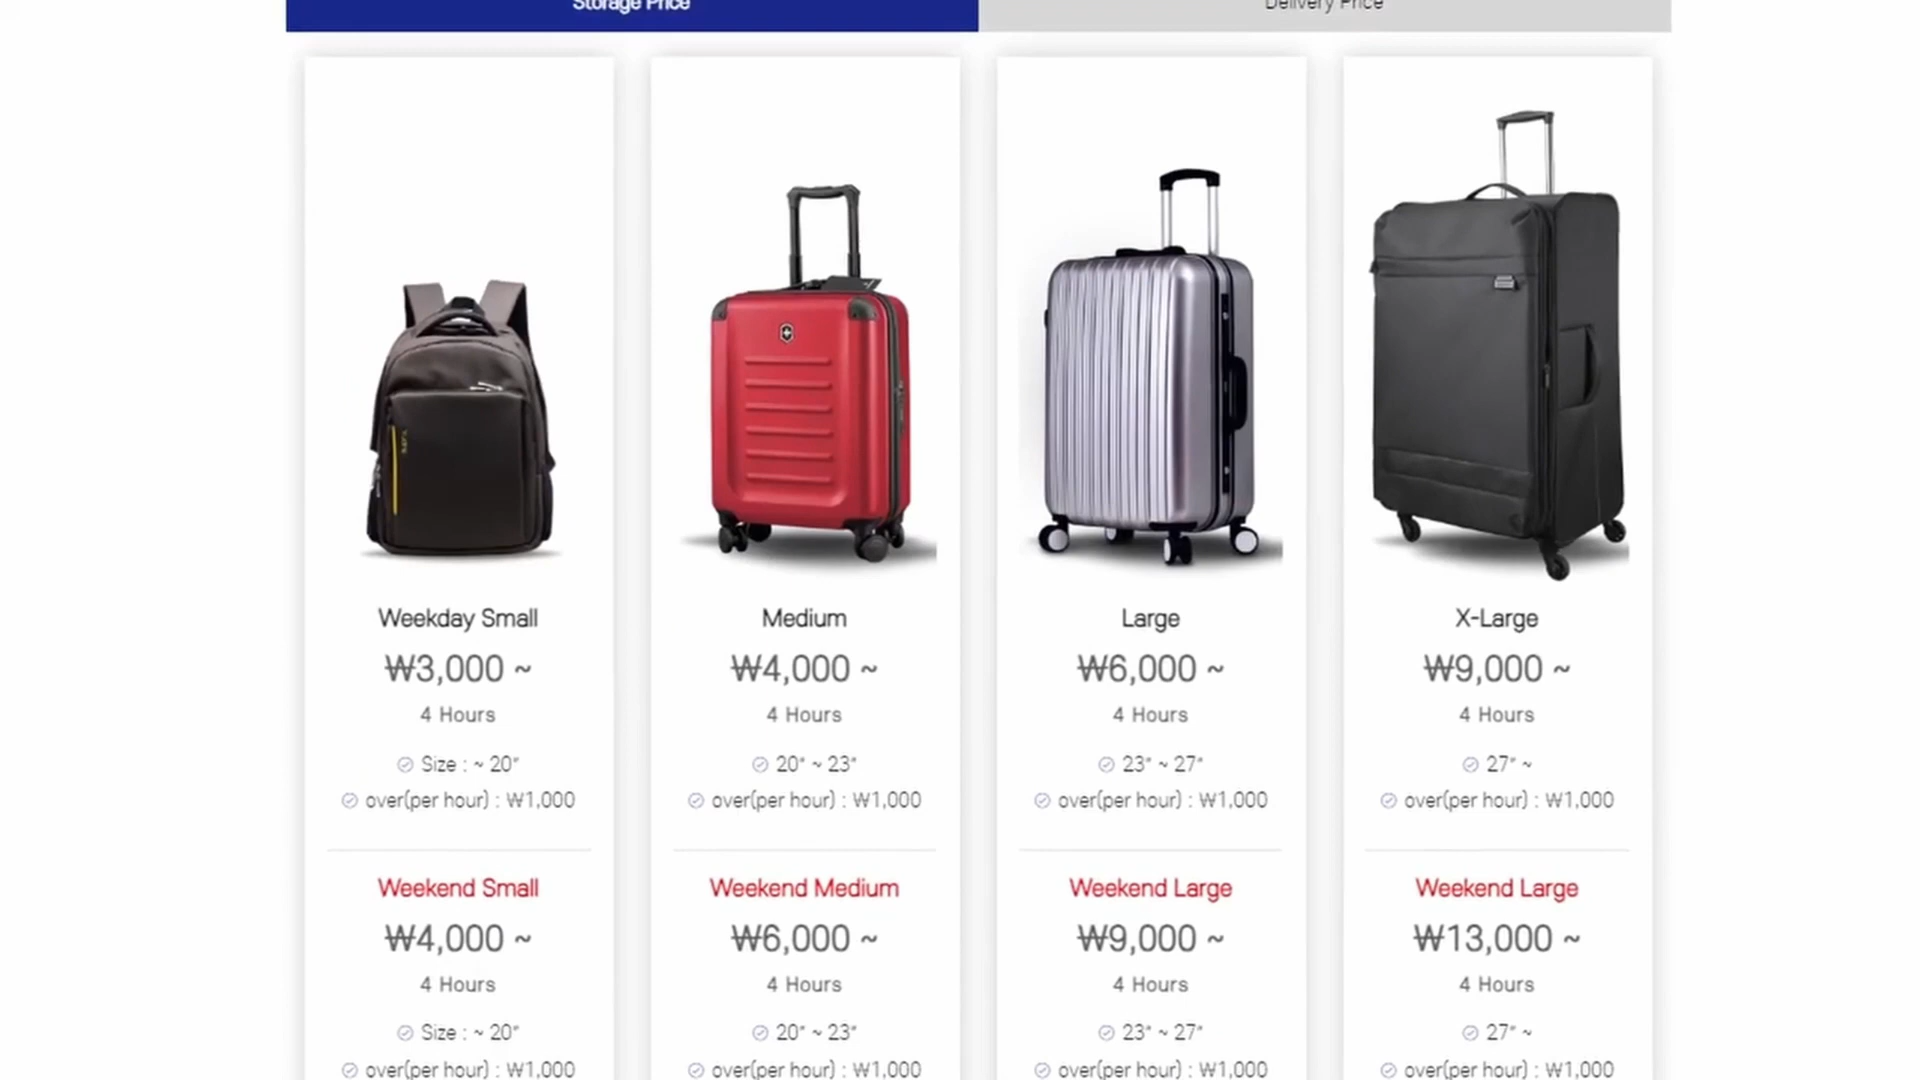 Storage Price
Delivery Price
Weekday Small
₩3,000 ~
4 Hours
Size : ~ 20"
over(per hour) : ₩1,000
Weekend Small
₩4,000 ~
4 Hours
Size : ~ 20"
over(per hour) : ₩1,000
Medium
₩4,000 ~
4 Hours
20" ~ 23"
over(per hour) : ₩1,000
Weekend Medium
₩6,000 ~
4 Hours
20" ~ 23"
over(per hour) : ₩1,000
Large
₩6,000 ~
4 Hours
23" ~ 27"
over(per hour) : ₩1,000
Weekend Large
₩9,000 ~
4 Hours
23" ~ 27"
over(per hour) : ₩1,000
X-Large
₩9,000 ~
4 Hours
27" ~
over(per hour) : ₩1,000
Weekend Large
₩13,000 ~
4 Hours
27" ~
over(per hour) : ₩1,000